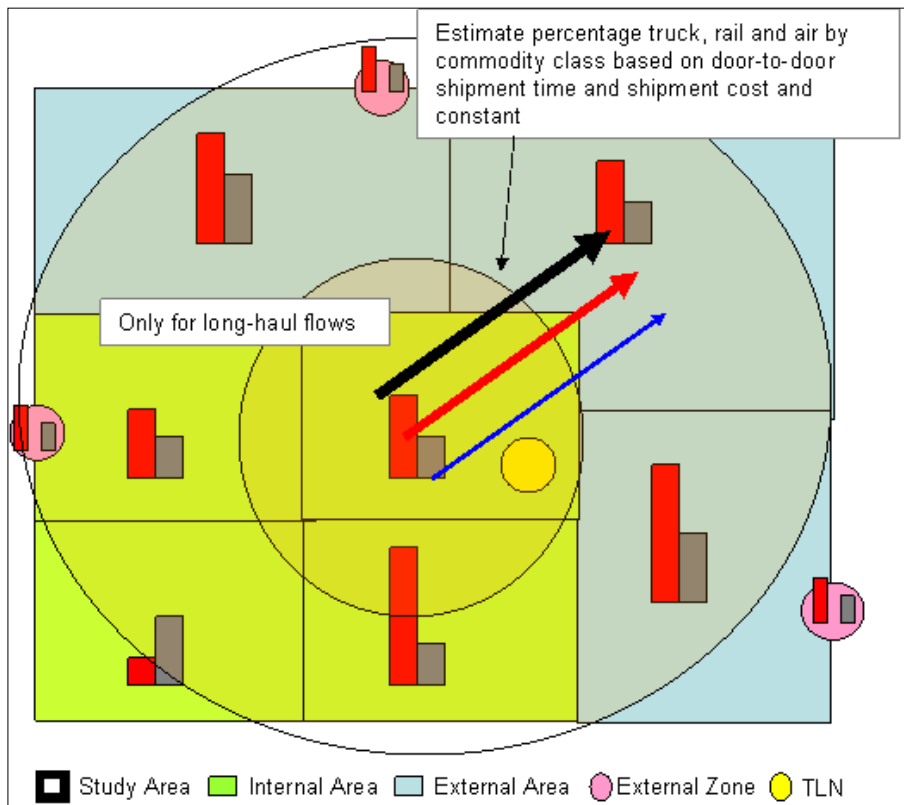 Estimate percentage truck, rail and air by
commodity class based on door-to-door
shipment time and shipment cost and
constant
Only for long-haul flows
Study Area Internal Area External Area External Zone TLN